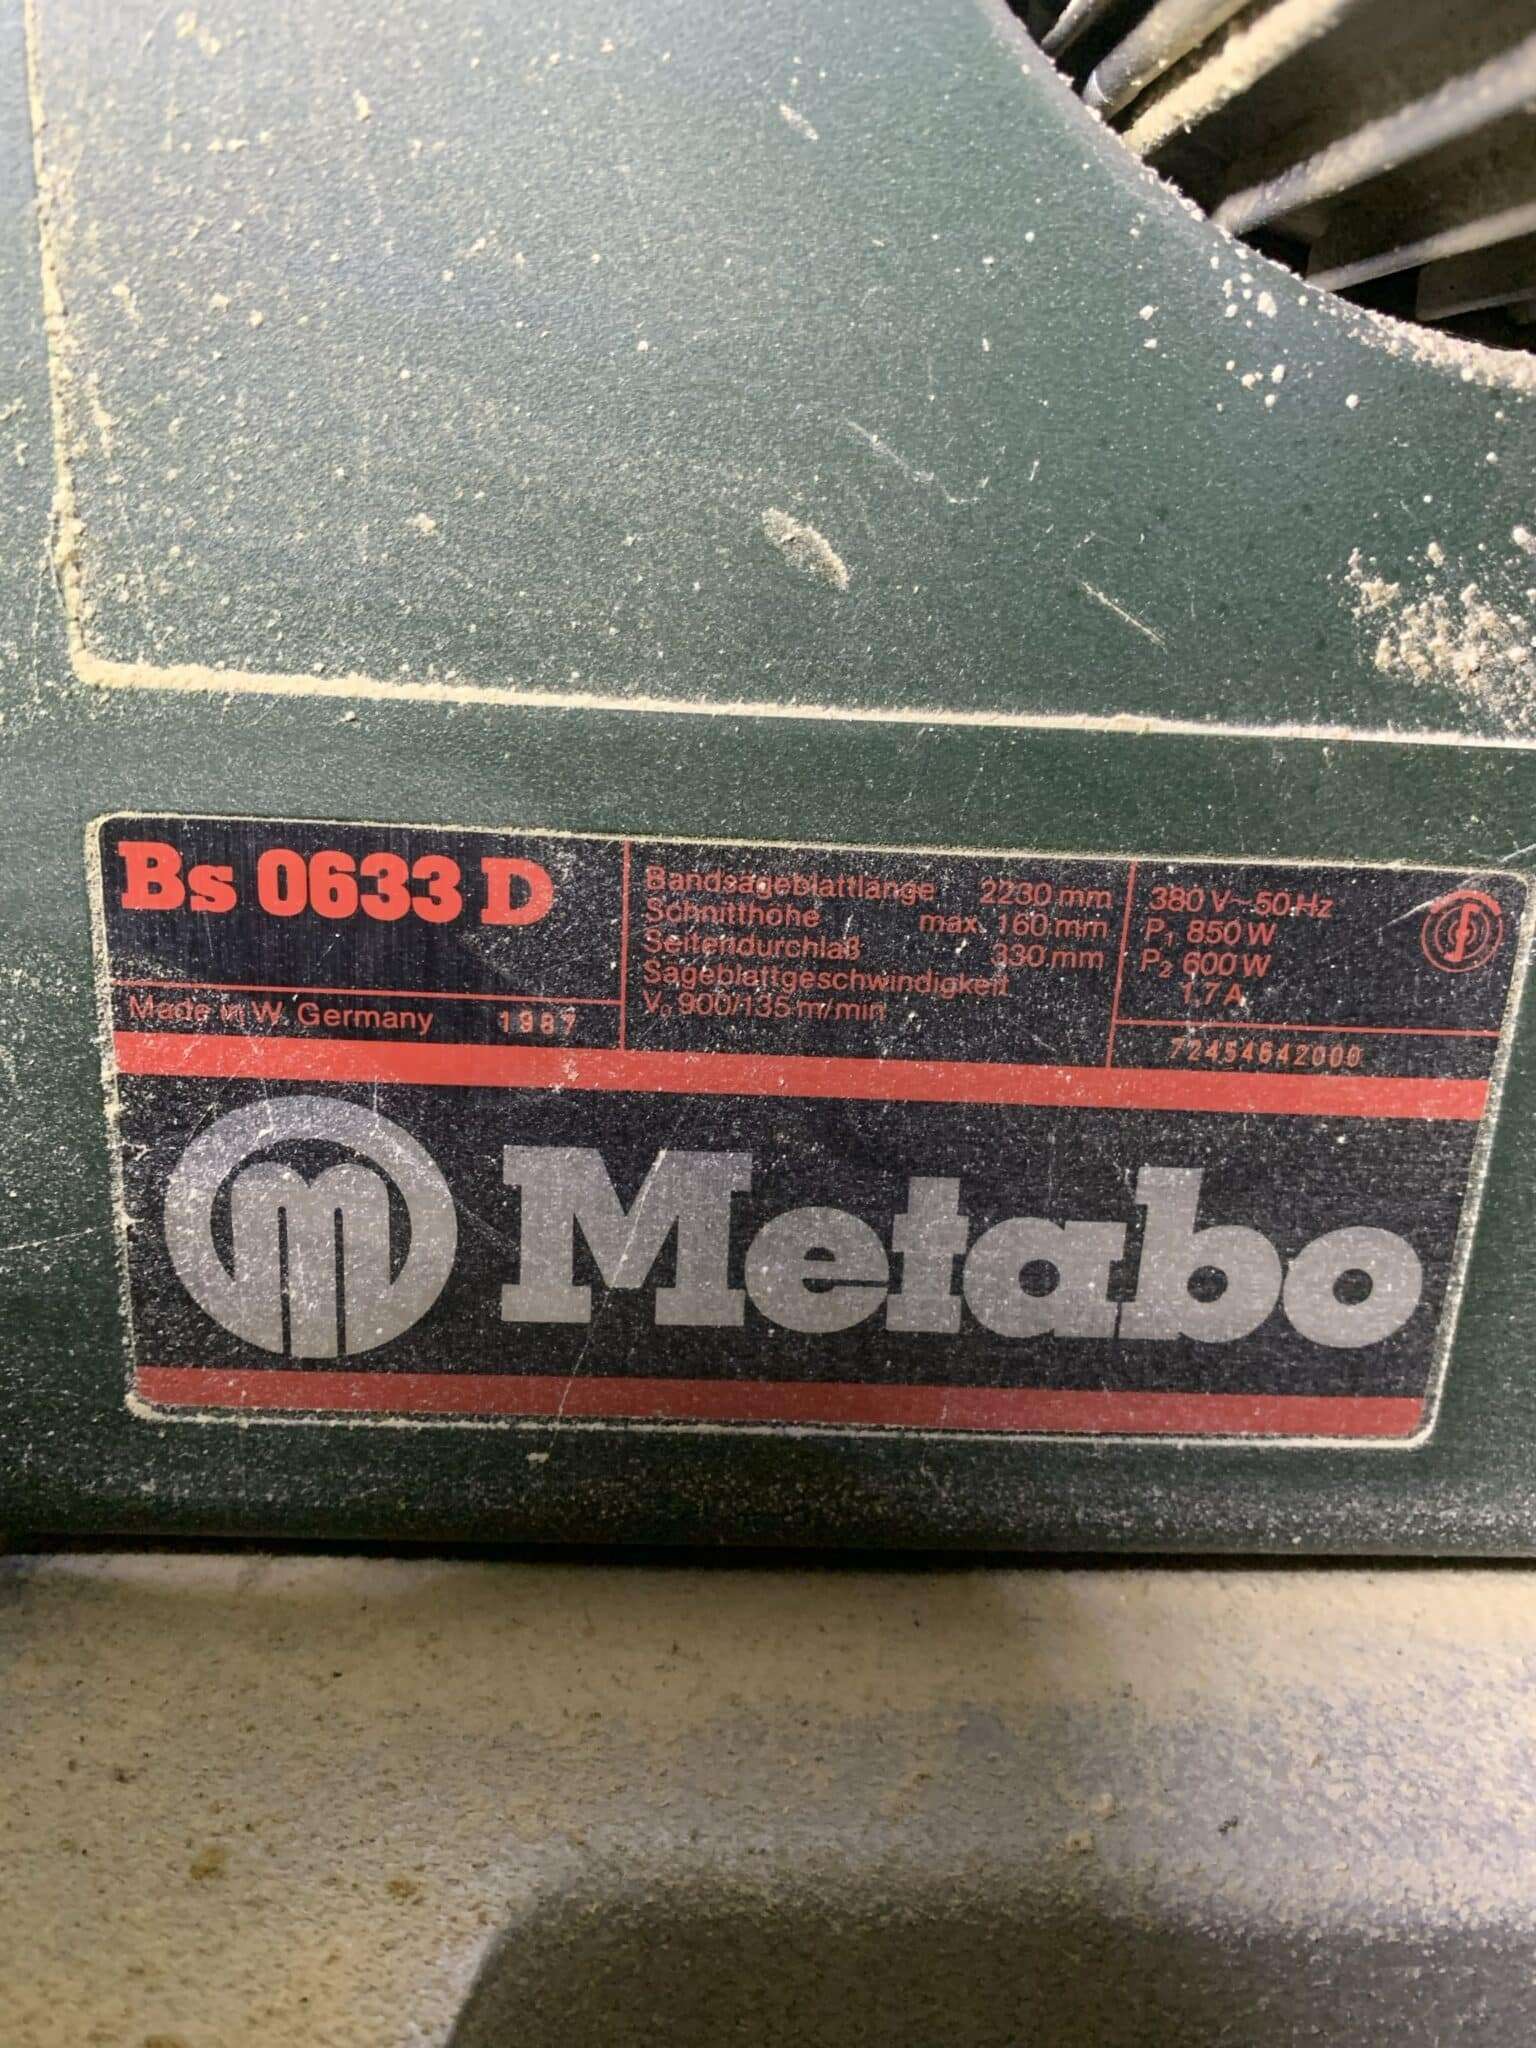 Bs 0633 D
Made in W. Germany 1987
Bandsägeblattlänge 2230 mm
Schnitthöhe max. 160 mm
Seitendurchlaß 330 mm
Sägeblattgeschwindigkeit
V₀ 900/135 m/min
380 V~50 Hz
P₁ 850 W
P₂ 600 W
1,7 A
72454642000
m Metabo